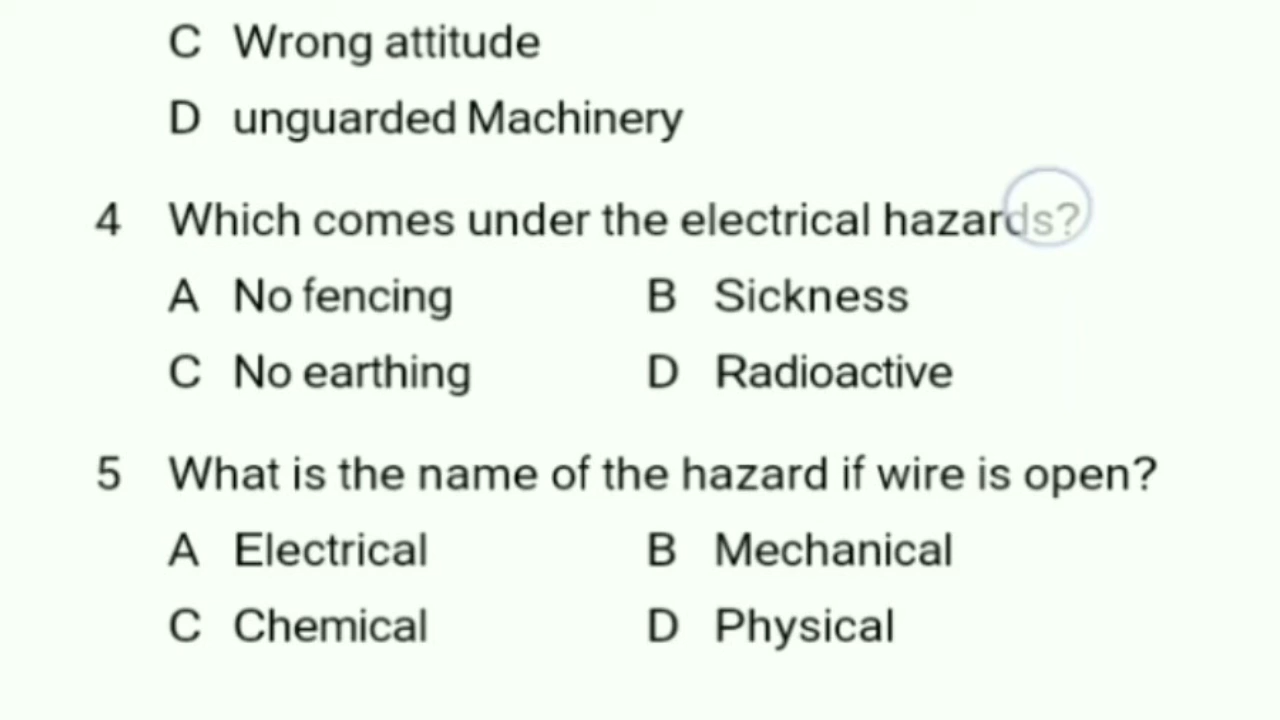 C Wrong attitude
D unguarded Machinery
4 Which comes under the electrical hazards?
A No fencing B Sickness
C No earthing D Radioactive
5 What is the name of the hazard if wire is open?
A Electrical B Mechanical
C Chemical D Physical